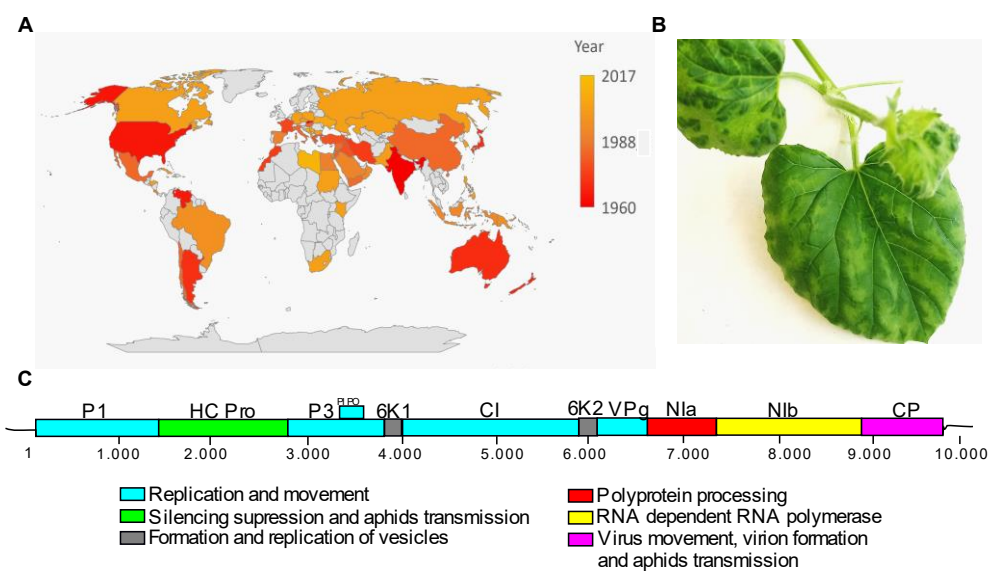 A
B
Year
2017
1988
1960
C
P1
HC Pro
P3
6K1
CI
6K2
VPg
NIa
NIb
CP
1
1.000
2.000
3.000
4.000
5.000
6.000
7.000
8.000
9.000
10.000
Replication and movement
Silencing supression and aphids transmission
Formation and replication of vesicles
Polyprotein processing
RNA dependent RNA polymerase
Virus movement, virion formation
and aphids transmission